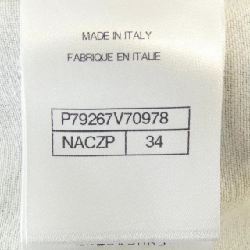 MADE IN ITALY
FABRIQUE EN ITALIE
P79267V70978
NACZP 34